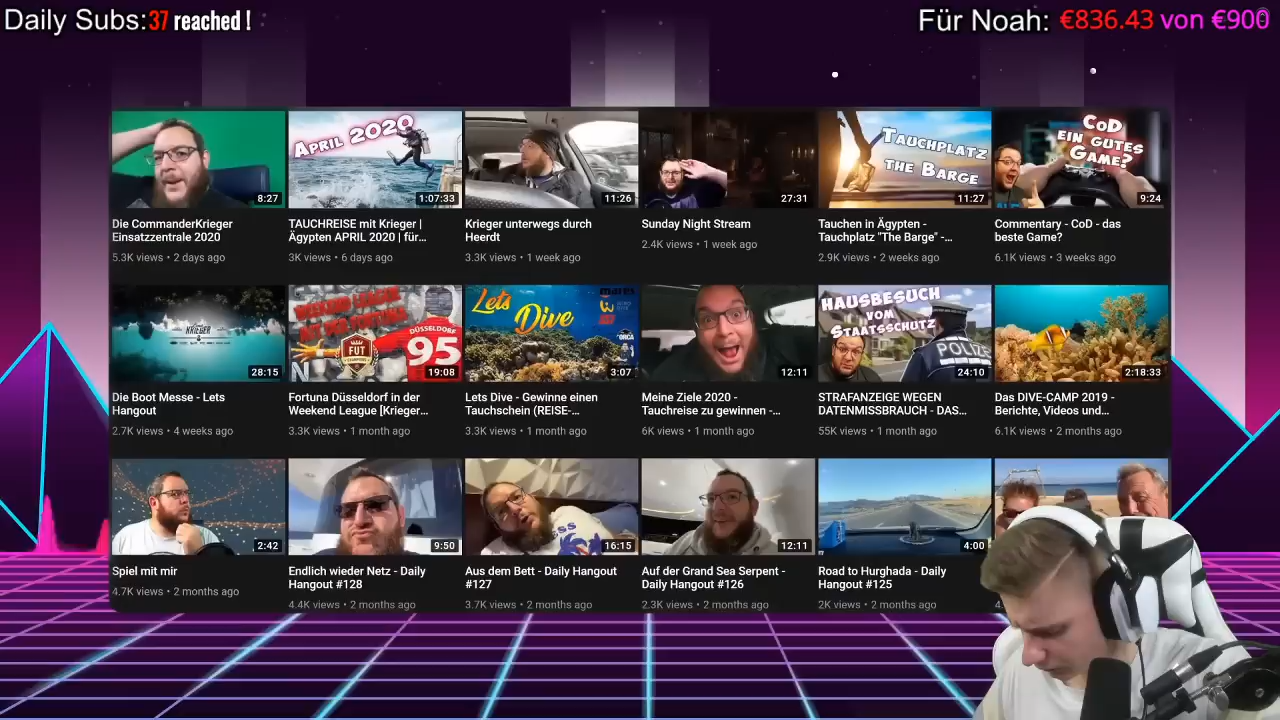 Daily Subs: 37 reached !
Für Noah: €836.43 von €900
8:27
APRIL 2020
1:07:33
11:26
27:31
TAUCHPLATZ
THE BARGE
11:27
COD
EIN GUTES
GAME?
9:24
Die CommanderKrieger
Einsatzzentrale 2020
5.3K views • 2 days ago
TAUCHREISE mit Krieger |
Ägypten APRIL 2020 | für...
3K views • 6 days ago
Krieger unterwegs durch
Heerdt
3.3K views • 1 week ago
Sunday Night Stream
2.4K views • 1 week ago
Tauchen in Ägypten -
Tauchplatz "The Barge" -...
2.9K views • 2 weeks ago
Commentary - CoD - das
beste Game?
6.1K views • 3 weeks ago
KRIEGER
28:15
WEEKEND LEAGUE
MIT DER FORTUNA
FUT
DÜSSELDORF
95
19:08
Lets
Dive
mares
ORCA
3:07
12:11
HAUSBESUCH
VOM
STAATSSCHUTZ
POLIZEI
24:10
2:18:33
Die Boot Messe - Lets
Hangout
2.7K views • 4 weeks ago
Fortuna Düsseldorf in der
Weekend League [Krieger...
3.3K views • 1 month ago
Lets Dive - Gewinne einen
Tauchschein (REISE-...
3.3K views • 1 month ago
Meine Ziele 2020 -
Tauchreise zu gewinnen -...
6K views • 1 month ago
STRAFANZEIGE WEGEN
DATENMISSBRAUCH - DAS...
55K views • 1 month ago
Das DIVE-CAMP 2019 -
Berichte, Videos und...
6.1K views • 2 months ago
2:42
9:50
16:15
12:11
4:00
Spiel mit mir
4.7K views • 2 months ago
Endlich wieder Netz - Daily
Hangout #128
4.4K views • 2 months ago
Aus dem Bett - Daily Hangout
#127
3.7K views • 2 months ago
Auf der Grand Sea Serpent -
Daily Hangout #126
2.3K views • 2 months ago
Road to Hurghada - Daily
Hangout #125
2K views • 2 months ago